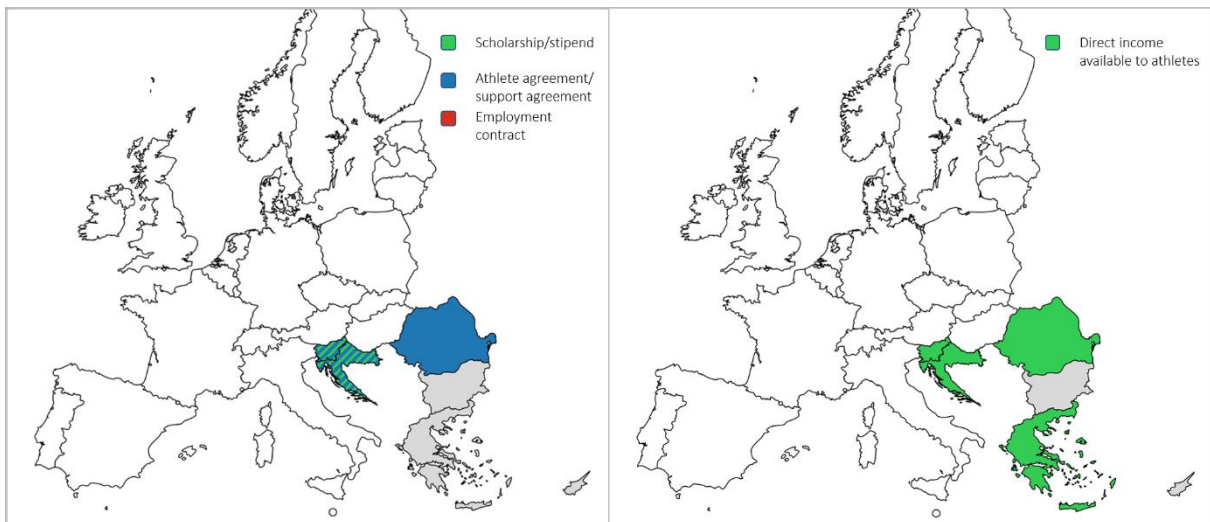 Scholarship/stipend
Athlete agreement/
support agreement
Employment
contract
Direct income
available to athletes